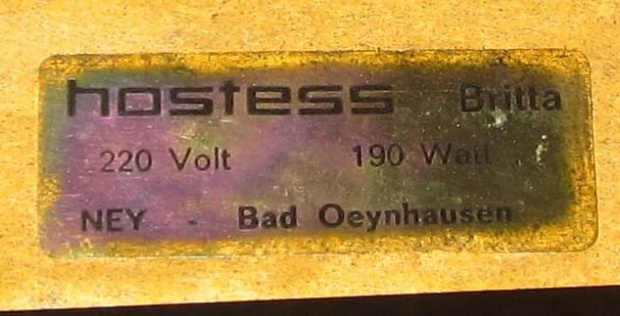 hostess Britta
220 Volt 190 Watt
NEY - Bad Oeynhausen